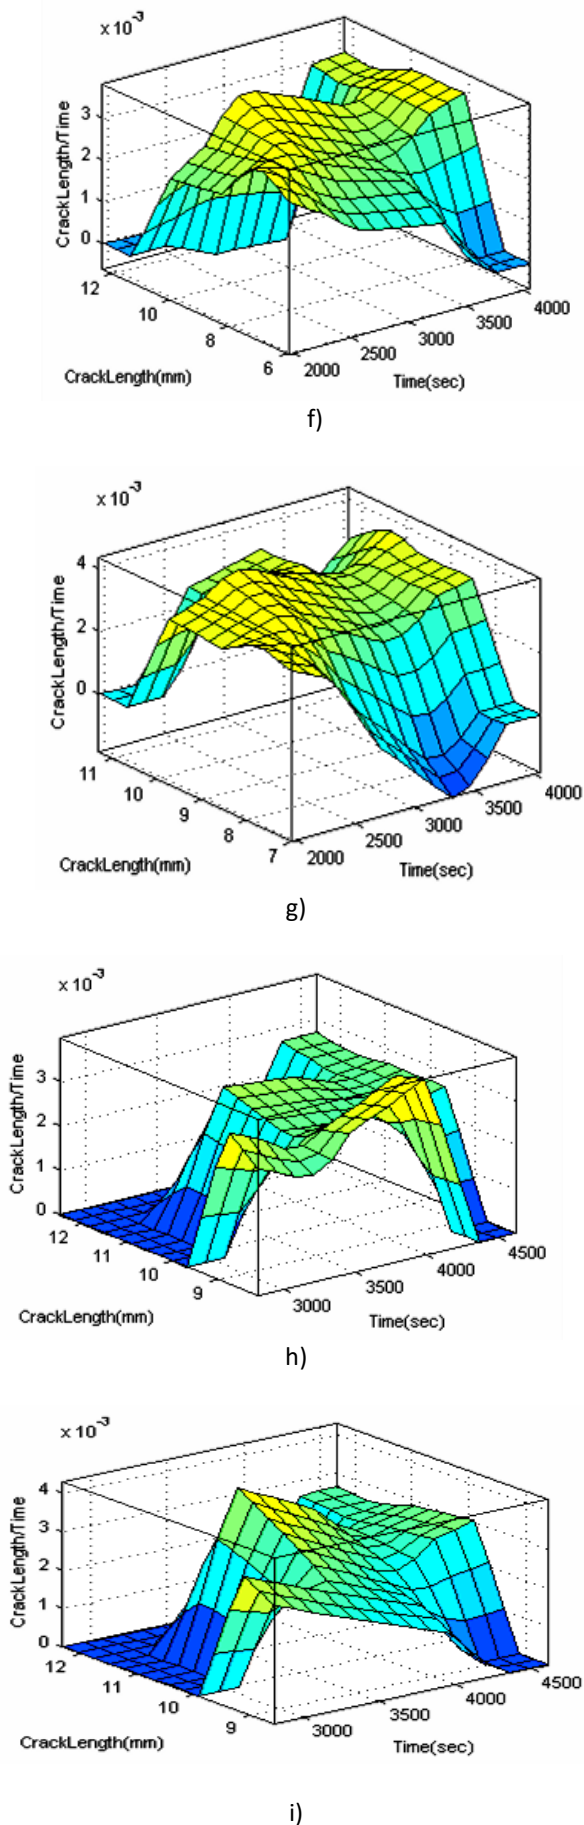 x 10-3
CrackLength/Time
3
2
1
0
12
10
8
6
CrackLength(mm)
2000
2500
3000
3500
4000
Time(sec)
f)
x 10-3
CrackLength/Time
4
2
0
11
10
9
8
7
CrackLength(mm)
2000
2500
3000
3500
4000
Time(sec)
g)
x 10-3
CrackLength/Time
3
2
1
0
12
11
10
9
CrackLength(mm)
3000
3500
4000
4500
Time(sec)
h)
x 10-3
CrackLength/Time
4
3
2
1
0
12
11
10
9
CrackLength(mm)
3000
3500
4000
4500
Time(sec)
i)